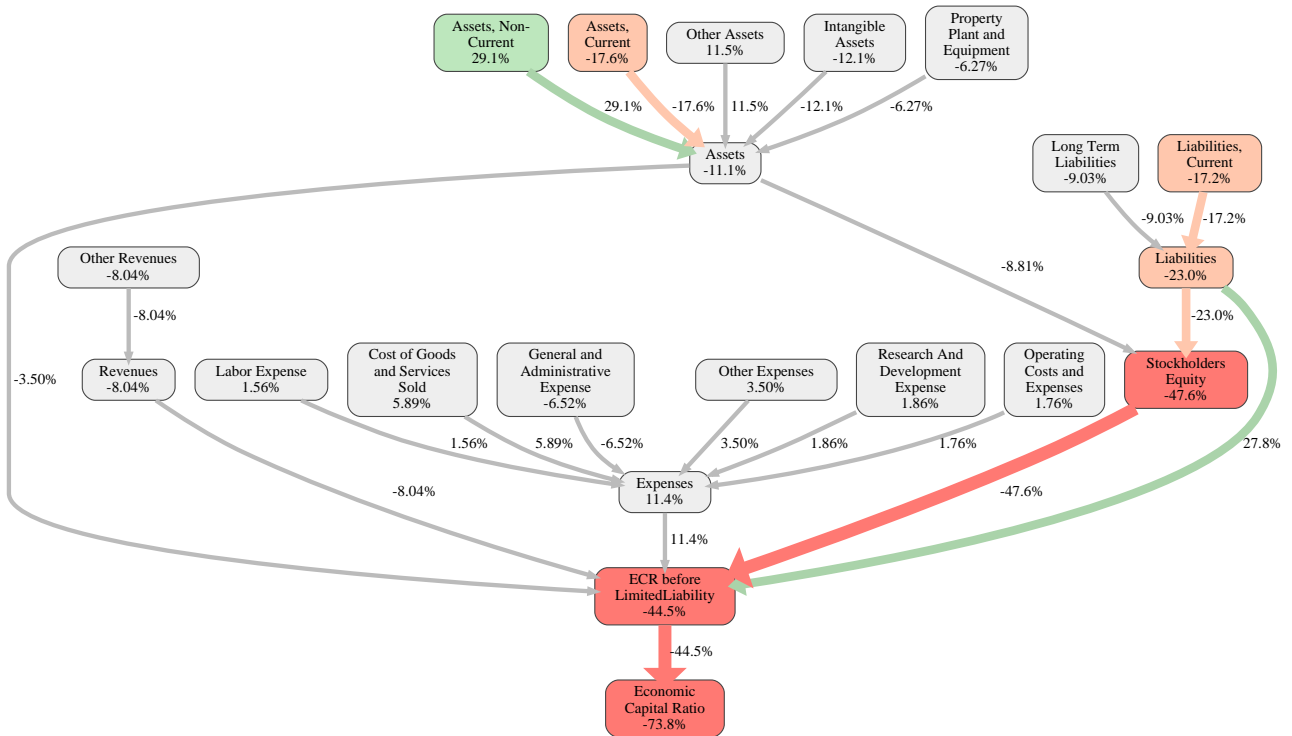 Assets, Non-
Current
29.1%
Assets,
Current
-17.6%
Other Assets
11.5%
Intangible
Assets
-12.1%
Property
Plant and
Equipment
-6.27%
29.1%
-17.6%
11.5%
-12.1%
-6.27%
Assets
-11.1%
Long Term
Liabilities
-9.03%
Liabilities,
Current
-17.2%
-9.03%
-17.2%
Other Revenues
-8.04%
Liabilities
-23.0%
-8.81%
-8.04%
-23.0%
-3.50%
Revenues
-8.04%
Labor Expense
1.56%
Cost of Goods
and Services
Sold
5.89%
General and
Administrative
Expense
-6.52%
Other Expenses
3.50%
Research And
Development
Expense
1.86%
Operating
Costs and
Expenses
1.76%
Stockholders
Equity
-47.6%
1.56%
5.89%
-6.52%
3.50%
1.86%
1.76%
27.8%
Expenses
11.4%
-8.04%
-47.6%
11.4%
ECR before
LimitedLiability
-44.5%
-44.5%
Economic
Capital Ratio
-73.8%